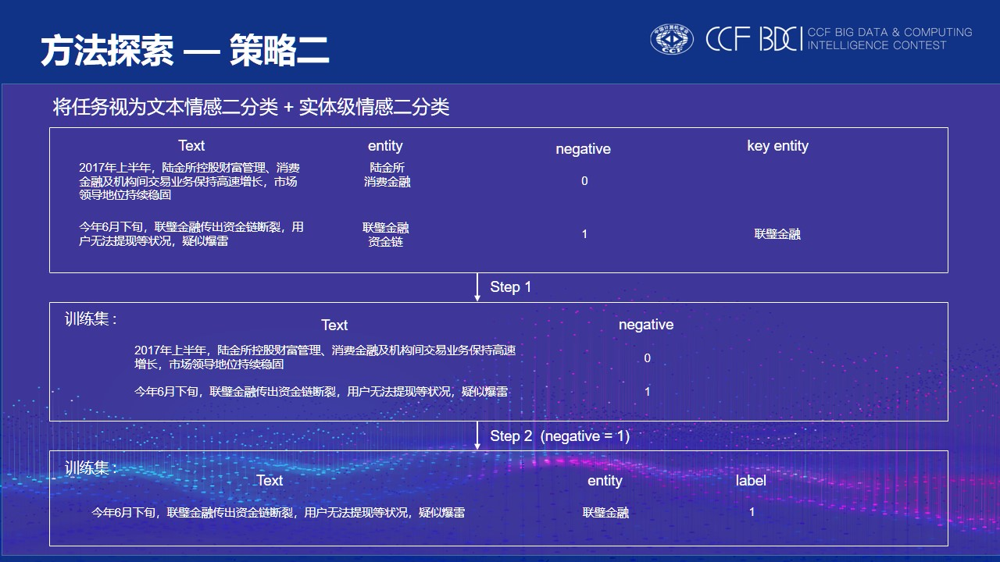 方法探索 — 策略二
中国计算机学会
CCF
CCF BDCI
CCF BIG DATA & COMPUTING
INTELLIGENCE CONTEST
将任务视为文本情感二分类 + 实体级情感二分类
Text
entity
negative
key entity
2017年上半年，陆金所控股财富管理、消费
金融及机构间交易业务保持高速增长，市场
领导地位持续稳固
陆金所
消费金融
0
今年6月下旬，联璧金融传出资金链断裂，用
户无法提现等状况，疑似爆雷
联璧金融
资金链
1
联璧金融
Step 1
训练集：
Text
negative
2017年上半年，陆金所控股财富管理、消费金融及机构间交易业务保持高速
增长，市场领导地位持续稳固
0
今年6月下旬，联璧金融传出资金链断裂，用户无法提现等状况，疑似爆雷
1
Step 2 (negative = 1)
训练集：
Text
entity
label
今年6月下旬，联璧金融传出资金链断裂，用户无法提现等状况，疑似爆雷
联璧金融
1